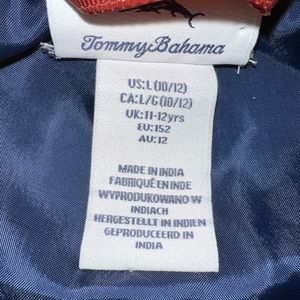 Tommy Bahama
US:L (10/12)
CA:L/G (10/12)
UK:11-12yrs
EU:152
AU:12
MADE IN INDIA
FABRIQUÉ EN INDE
WYPRODUKOWANO W
INDIACH
HERGESTELLT IN INDIEN
GEPRODUCEERD IN
INDIA